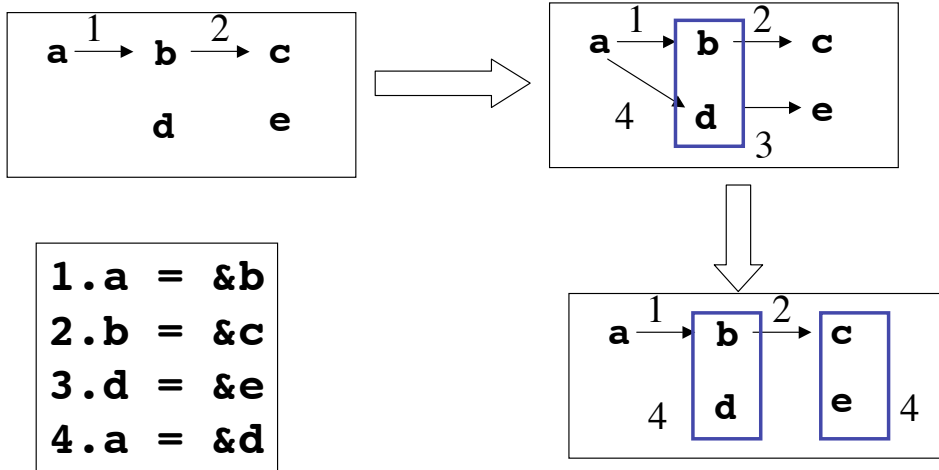 1 2
a b c
d e
1 2
a b c
4 d e
3
1.a = &b
2.b = &c
3.d = &e
4.a = &d
1 2
a b c
4 d e 4